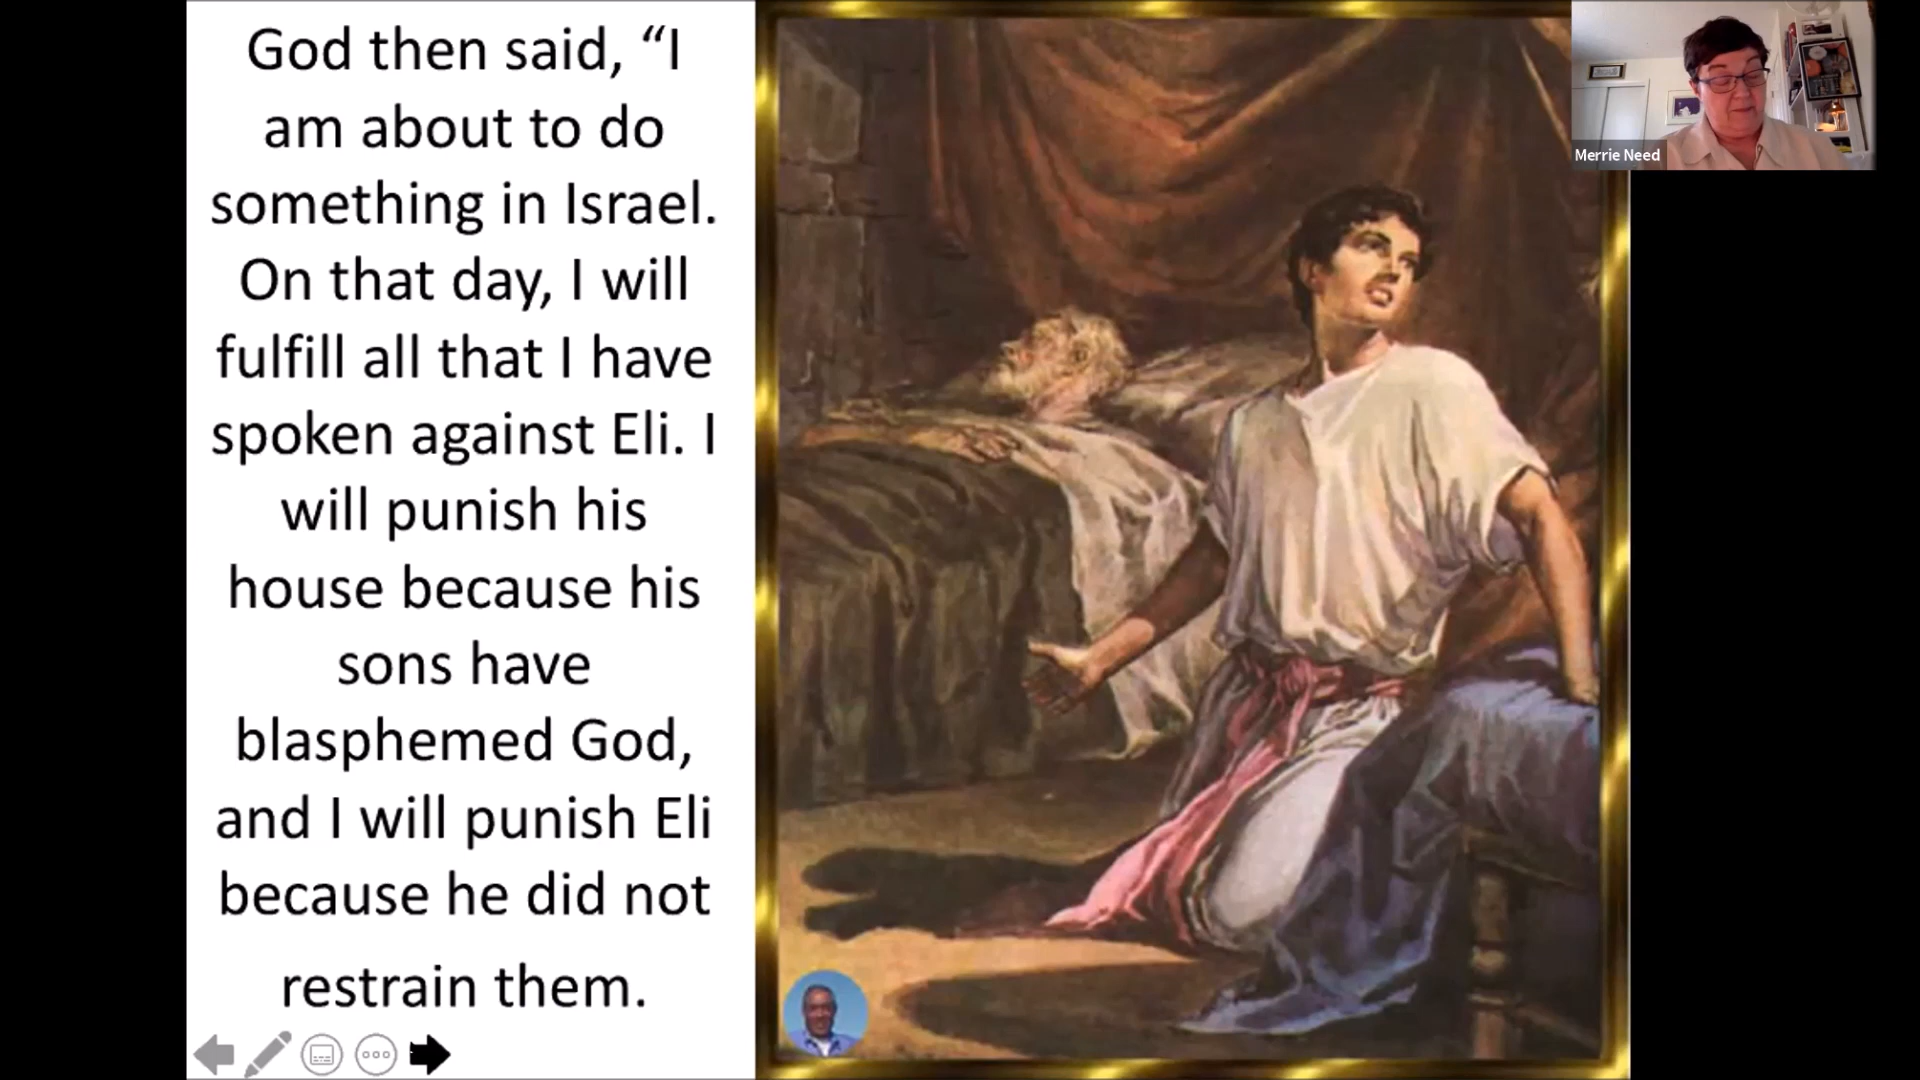 God then said, “I
am about to do
something in Israel.
On that day, I will
fulfill all that I have
spoken against Eli. I
will punish his
house because his
sons have
blasphemed God,
and I will punish Eli
because he did not
restrain them.
Merrie Need